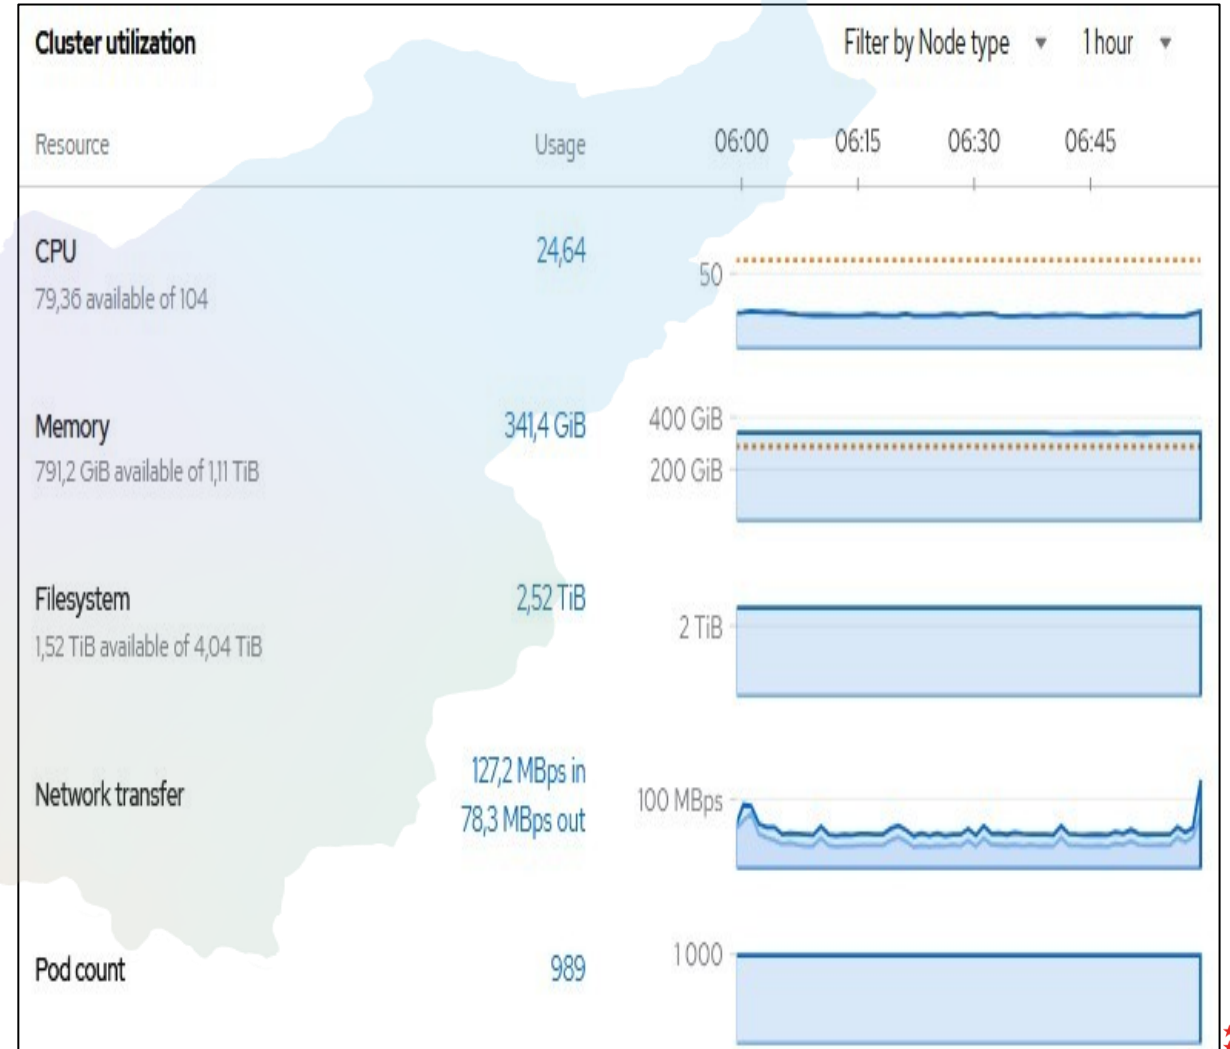 Cluster utilization
Filter by Node type
1 hour
Resource
Usage
06:00
06:15
06:30
06:45
CPU
24,64
79,36 available of 104
50
Memory
341,4 GiB
791,2 GiB available of 1,11 TiB
400 GiB
200 GiB
Filesystem
2,52 TiB
1,52 TiB available of 4,04 TiB
2 TiB
Network transfer
127,2 MBps in
78,3 MBps out
100 MBps
Pod count
989
1 000